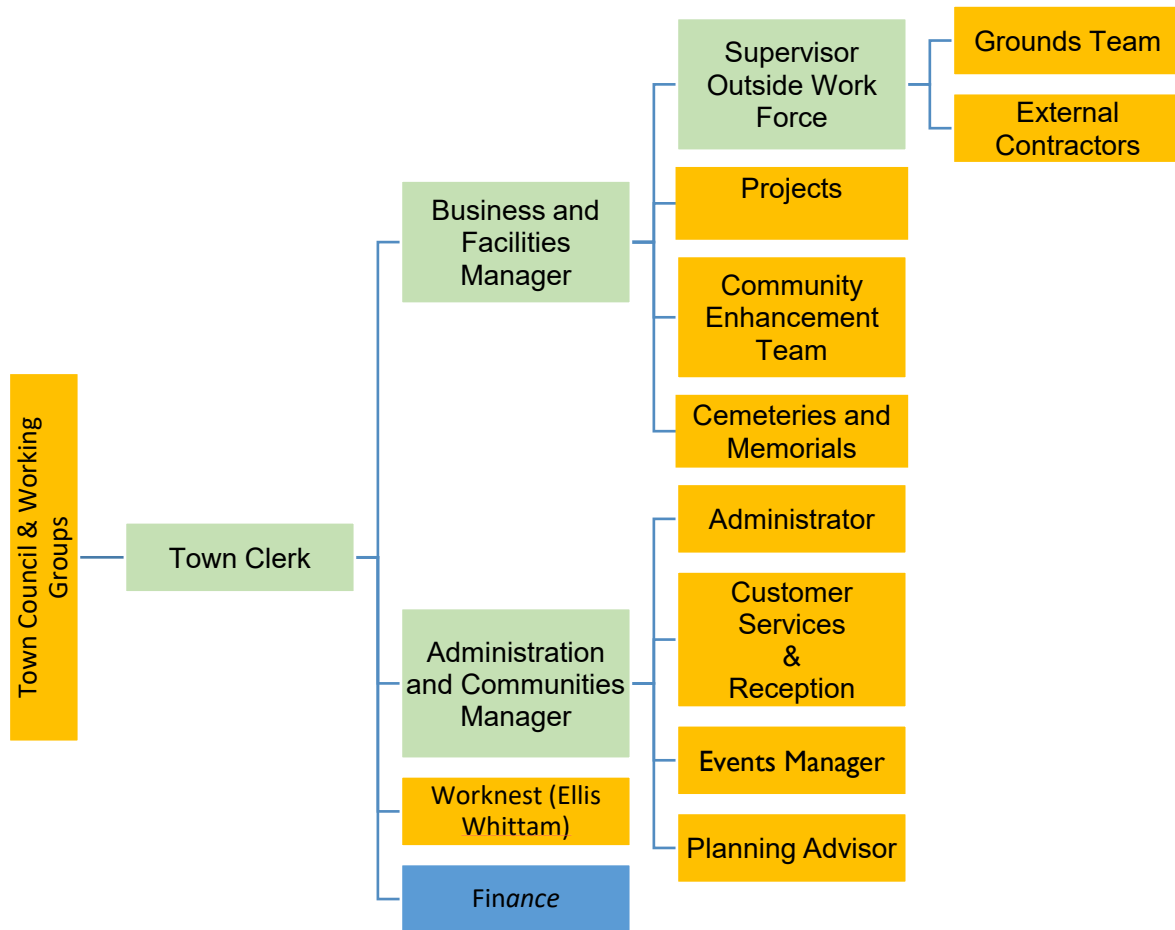 Town Council & Working
Groups
Town Clerk
Business and
Facilities
Manager
Supervisor
Outside Work
Force
Grounds Team
External
Contractors
Projects
Community
Enhancement
Team
Cemeteries and
Memorials
Administration
and Communities
Manager
Administrator
Customer
Services
&
Reception
Events Manager
Planning Advisor
Worknest (Ellis
Whittam)
Finance